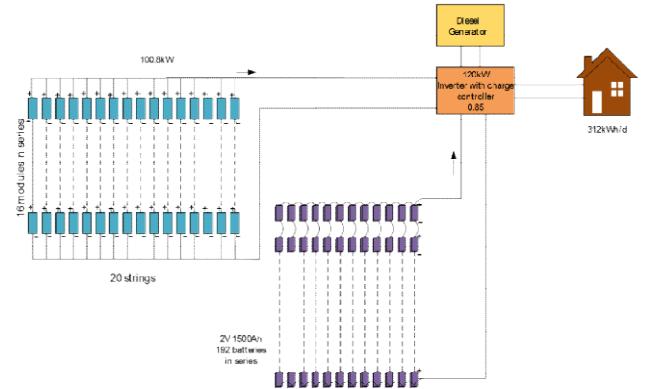 Diesel
Generator
100.8kW
120kW
Inverter with charge
controller
0.85
312kWh/d
16 modules n series
20 strings
2V 1500Ah
192 batteries
in series